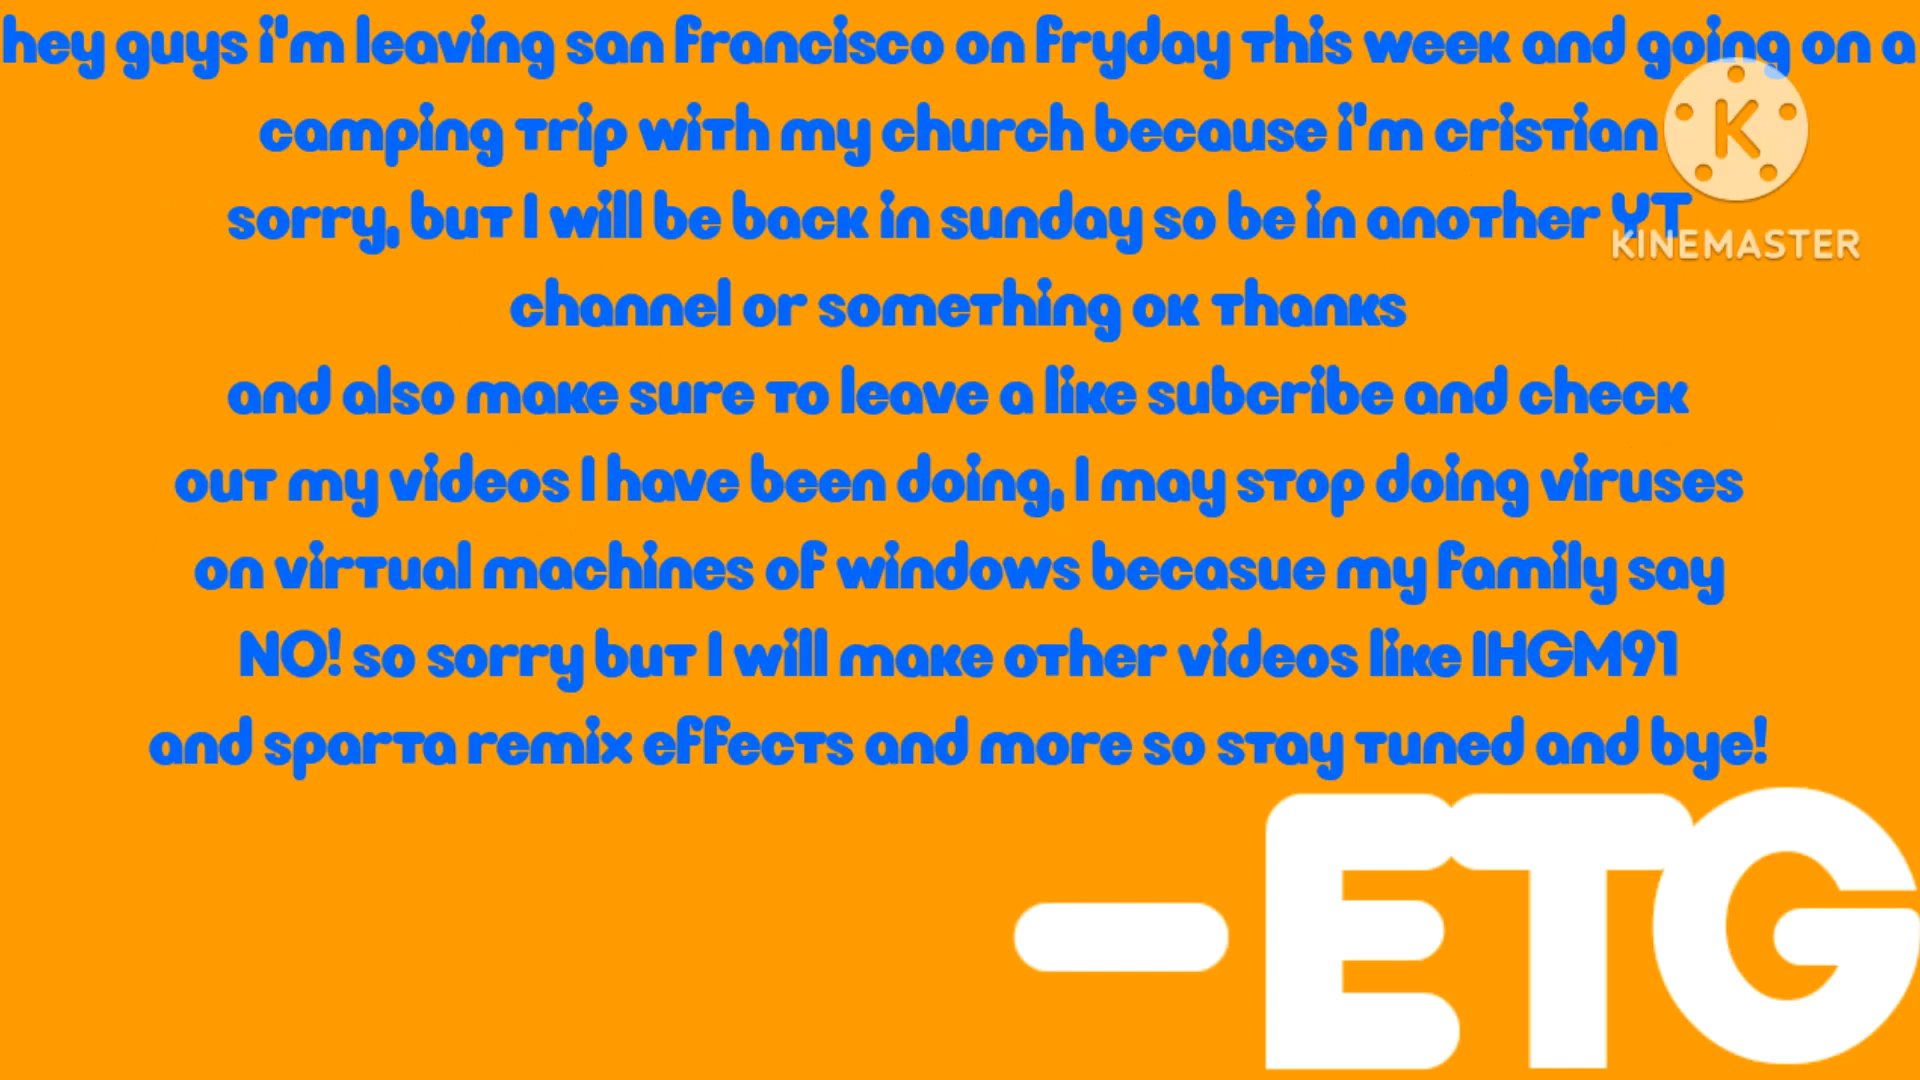 hey guys i'm leaving san francisco on fryday this week and going on a
camping trip with my church because i'm cristian
sorry, but I will be back in sunday so be in another YT
channel or something ok thanks
and also make sure to leave a like subcribe and check
out my videos I have been doing, I may stop doing viruses
on virtual machines of windows becasue my family say
NO! so sorry but I will make other videos like IHGM91
and sparta remix effects and more so stay tuned and bye!
-ETG
K
KINEMASTER